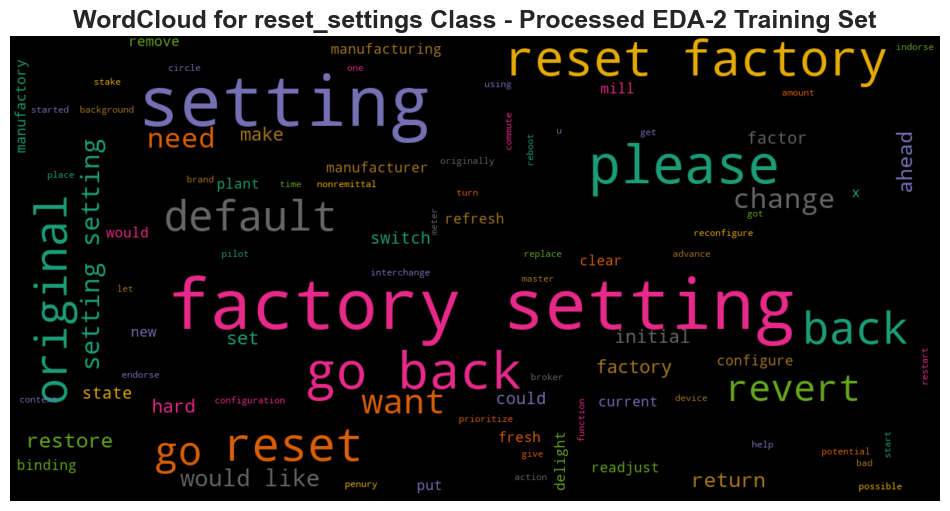 WordCloud for reset_settings Class - Processed EDA-2 Training Set
remove
manufacturing
reset factory
indorse
manufactory
circle
one
stake
setting
using
mill
amount
started
background
need
make
commute
reboot
u
get
factor
ahead
originally
manufacturer
please
place
brand
plant
time
nonremittal
turn
change
x
original
setting setting
default
meter
refresh
got
would
switch
reconfigure
pilot
replace
clear
advance
let
interchange
master
factory setting
back
new
set
initial
go back
factory
configure
restart
endorse
broker
state
want
could
current
device
revert
content
hard
configuration
prioritize
function
restore
go
reset
fresh
give
delight
help
potential
start
binding
would like
action
readjust
bad
return
penury
put
possible